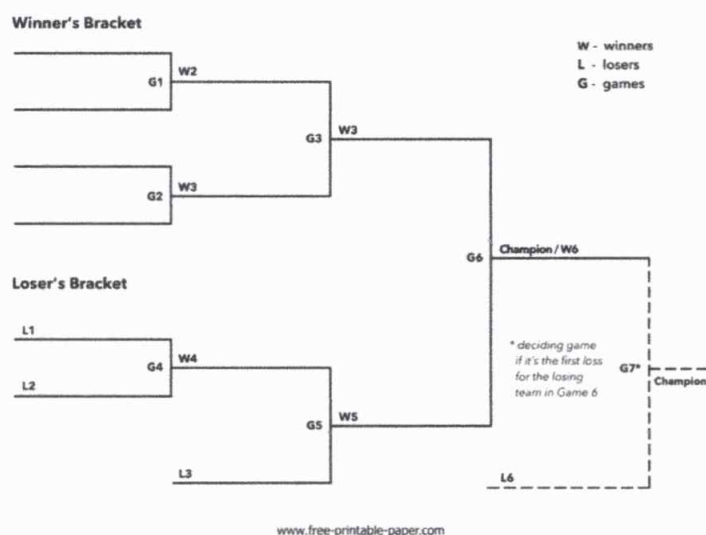 Winner's Bracket
W - winners
L - losers
G - games
G1
W2
G3
W3
G2
W3
G6
Champion / W6
Loser's Bracket
L1
G4
W4
L2
* deciding game
if it's the first loss
for the losing
team in Game 6
G7*
Champion
G5
W5
L3
L6
www.free-printable-paper.com